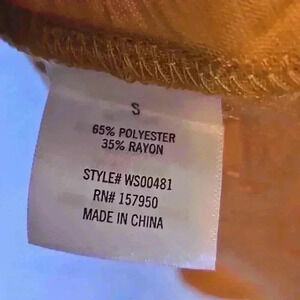 S
65% POLYESTER
35% RAYON
STYLE# WS00481
RN# 157950
MADE IN CHINA